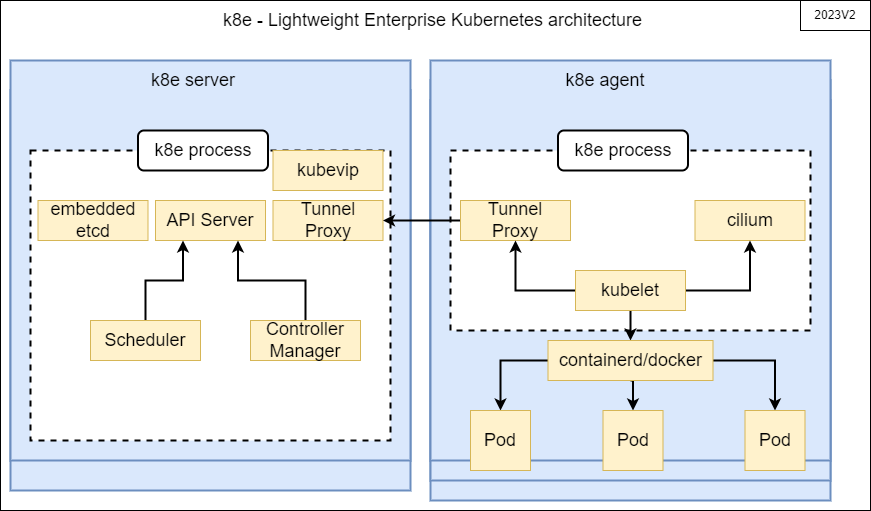 k8e - Lightweight Enterprise Kubernetes architecture
2023V2
k8e server
k8e process
kubevip
embedded
etcd
API Server
Tunnel
Proxy
Scheduler
Controller
Manager
k8e agent
k8e process
Tunnel
Proxy
cilium
kubelet
containerd/docker
Pod
Pod
Pod